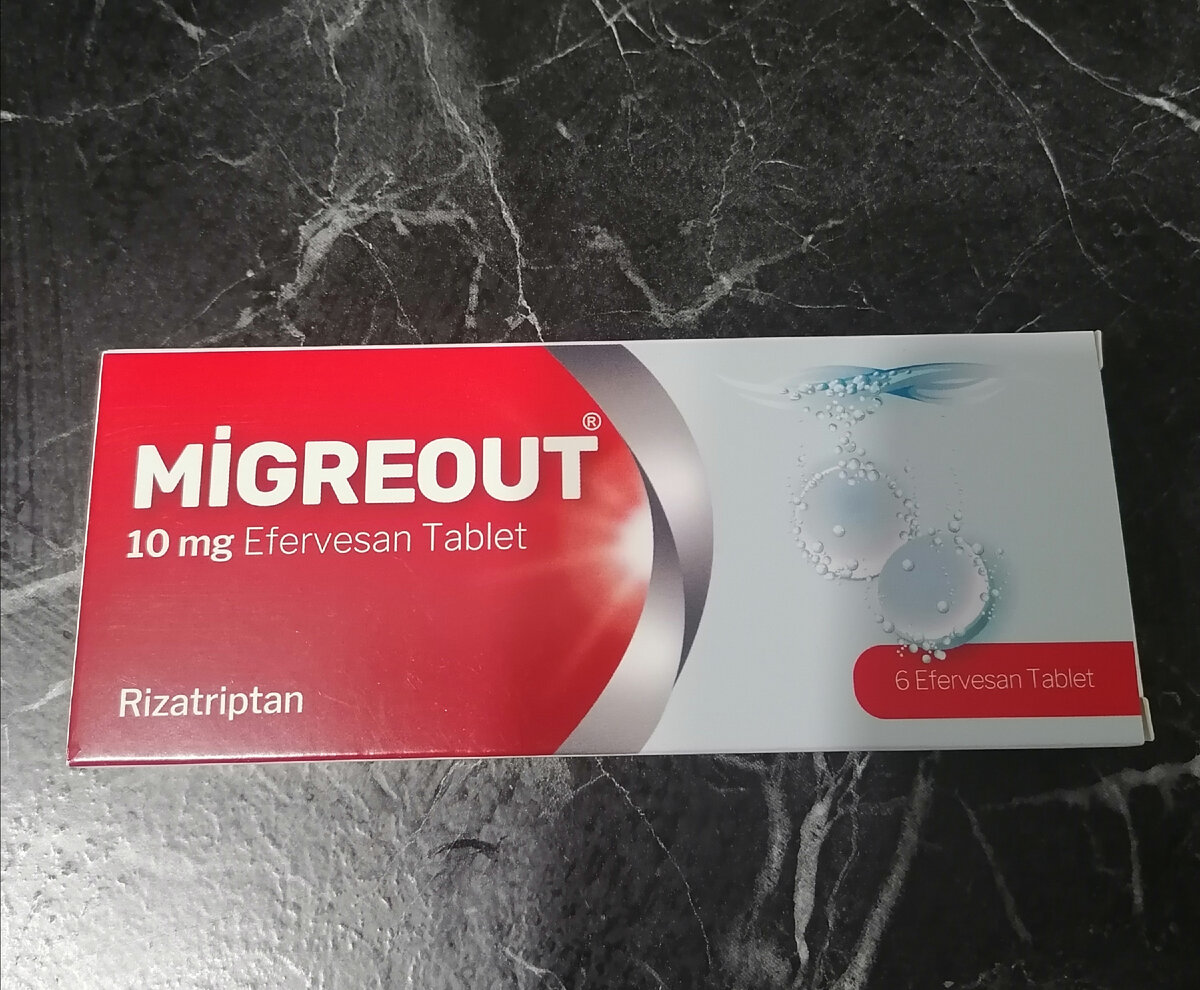 MİGREOUT®
10 mg Efervesan Tablet
Rizatriptan
6 Efervesan Tablet